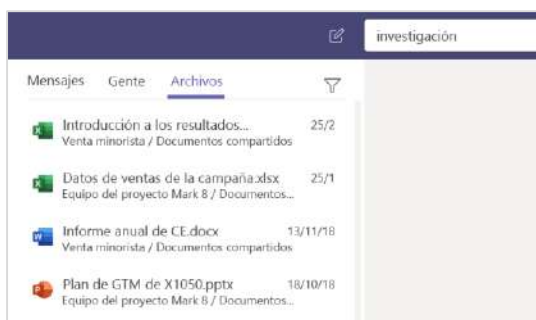 investigación
Mensajes Gente Archivos
Introducción a los resultados... 25/2
Venta minorista / Documentos compartidos
Datos de ventas de la campaña.xlsx 25/1
Equipo del proyecto Mark 8 / Documentos...
Informe anual de CE.docx 13/11/18
Venta minorista / Documentos compartidos
Plan de GTM de X1050.pptx 18/10/18
Equipo del proyecto Mark 8 / Documentos...